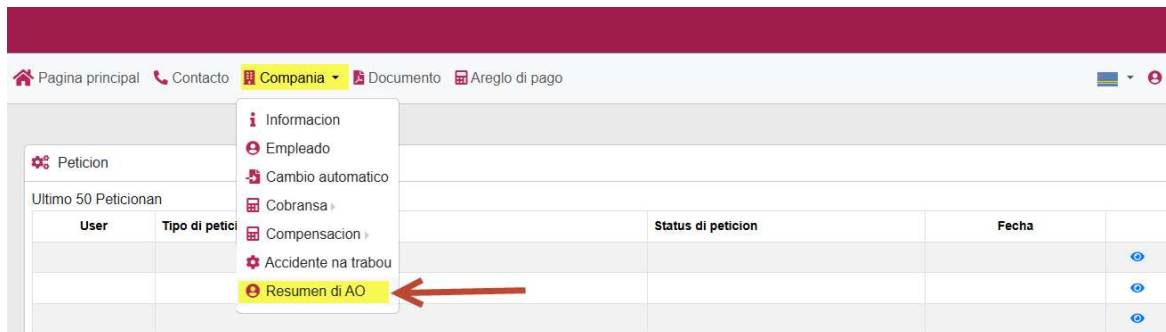 Pagina principal Contacto Compania Documento Areglo di pago
Informacion
Empleado
Cambio automatico
Cobransa
Compensacion
Accidente na trabou
Resumen di AO
Peticion
Ultimo 50 Peticionan
User Tipo di petici Status di peticion Fecha